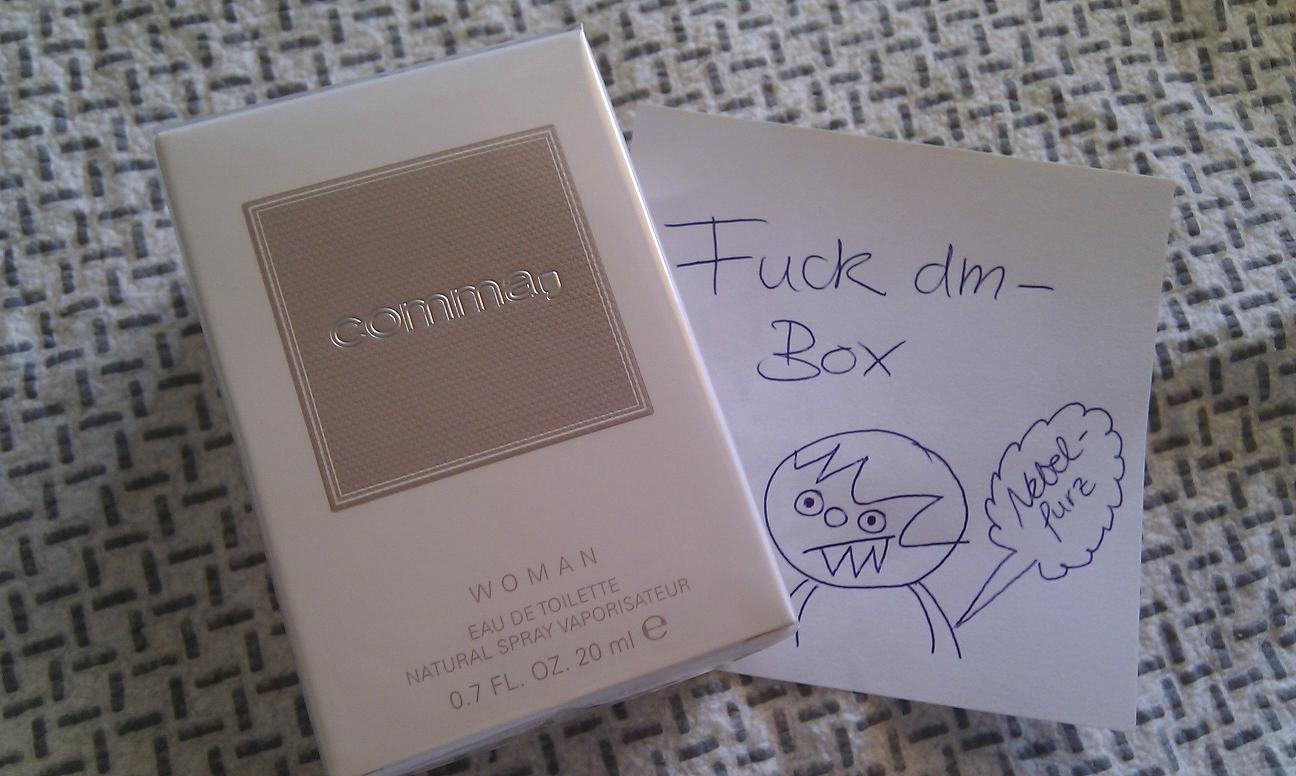 comma,
WOMAN
EAU DE TOILETTE
NATURAL SPRAY VAPORISATEUR
0.7 FL. OZ. 20 ml e
Fuck dm-
Box
Nebel-
furz